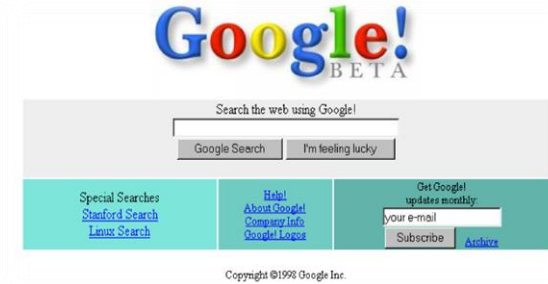 Google!
BETA
Search the web using Google!
Google Search
I'm feeling lucky
Special Searches
Stanford Search
Linux Search
Help!
About Google!
Company Info
Google! Logos
Get Google!
updates monthly:
your e-mail
Subscribe
Archive
Copyright ©1998 Google Inc.